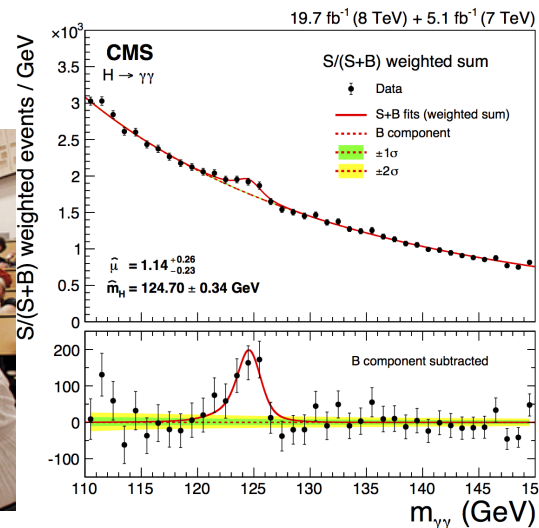 19.7 fb⁻¹ (8 TeV) + 5.1 fb⁻¹ (7 TeV)
×10³
CMS
H → γγ
S/(S+B) weighted sum
Data
S+B fits (weighted sum)
B component
±1σ
±2σ
S/(S+B) weighted events / GeV
3.5
3
2.5
2
1.5
1
0.5
0
μ̂ = 1.14 +0.26 −0.23
m̂H = 124.70 ± 0.34 GeV
B component subtracted
200
100
0
-100
110 115 120 125 130 135 140 145 15
mγγ (GeV)